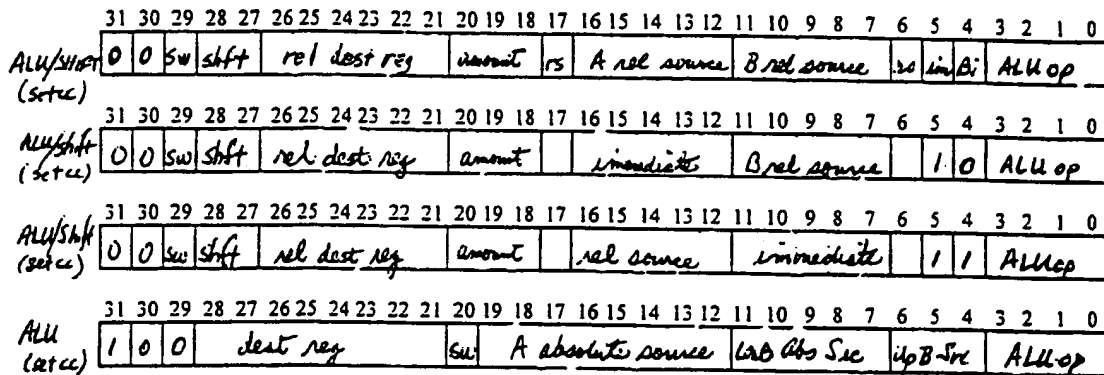 31 30 29 28 27 26 25 24 23 22 21 20 19 18 17 16 15 14 13 12 11 10 9 8 7 6 5 4 3 2 1 0
ALU/Shift 0 0 sw shft rel dest reg amount rs A rel source B rel source im Bi ALU op
(setcc)
31 30 29 28 27 26 25 24 23 22 21 20 19 18 17 16 15 14 13 12 11 10 9 8 7 6 5 4 3 2 1 0
ALU/Shft 0 0 sw shft rel dest reg amount immediate B rel source 1 0 ALU op
(setcc)
31 30 29 28 27 26 25 24 23 22 21 20 19 18 17 16 15 14 13 12 11 10 9 8 7 6 5 4 3 2 1 0
ALU/Shft 0 0 sw shft rel dest reg amount rel source immediate 1 1 ALU op
(setcc)
31 30 29 28 27 26 25 24 23 22 21 20 19 18 17 16 15 14 13 12 11 10 9 8 7 6 5 4 3 2 1 0
ALU 1 0 0 dest reg sw A absolute source B Abs Src B-Src ALU op
(setcc)